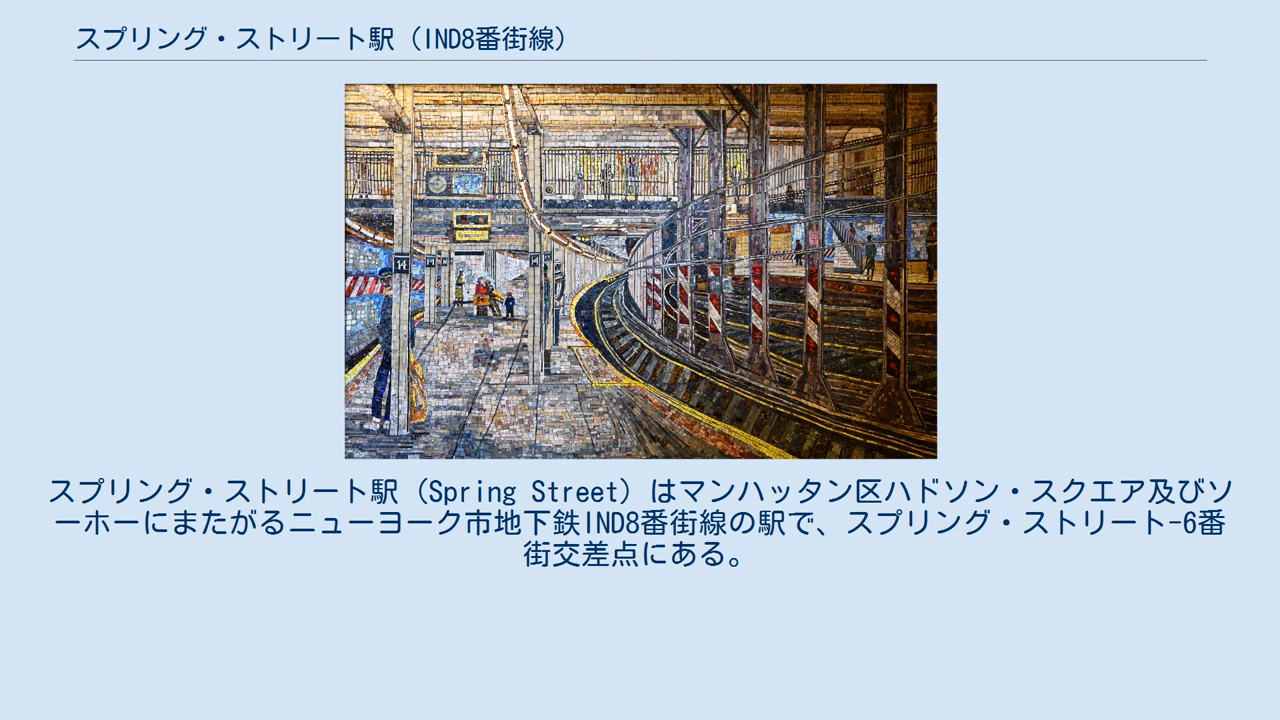 スプリング・ストリート駅（IND8番街線）
14
スプリング・ストリート駅（Spring Street）はマンハッタン区ハドソン・スクエア及びソ
ーホーにまたがるニューヨーク市地下鉄IND8番街線の駅で、スプリング・ストリート-6番
街交差点にある。